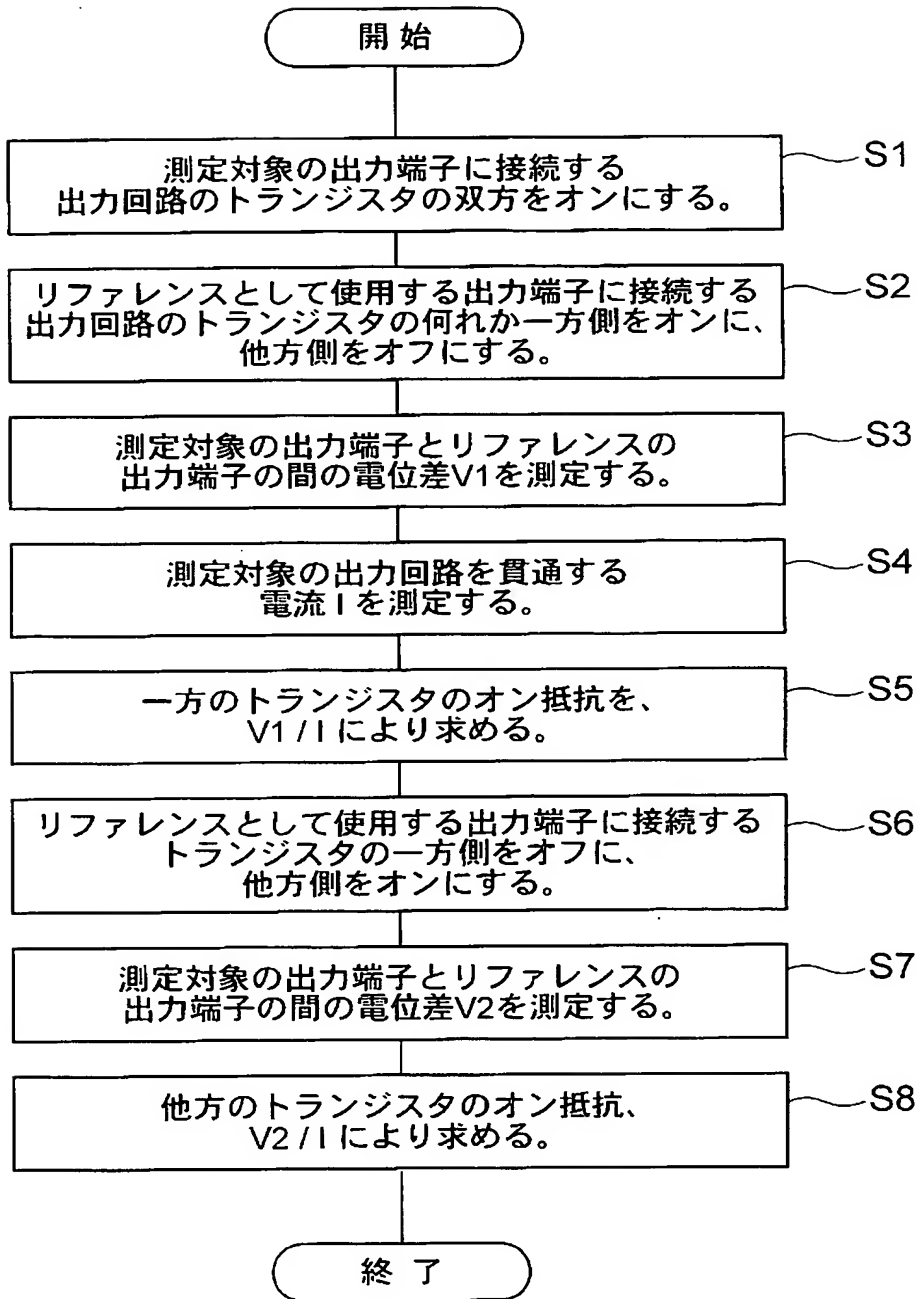 開 始
測定対象の出力端子に接続する
出力回路のトランジスタの双方をオンにする。
S1
リファレンスとして使用する出力端子に接続する
出力回路のトランジスタの何れか一方側をオンに、
他方側をオフにする。
S2
測定対象の出力端子とリファレンスの
出力端子の間の電位差V1を測定する。
S3
測定対象の出力回路を貫通する
電流 I を測定する。
S4
一方のトランジスタのオン抵抗を、
V1 / I により求める。
S5
リファレンスとして使用する出力端子に接続する
トランジスタの一方側をオフに、
他方側をオンにする。
S6
測定対象の出力端子とリファレンスの
出力端子の間の電位差V2を測定する。
S7
他方のトランジスタのオン抵抗、
V2 / I により求める。
S8
終 了